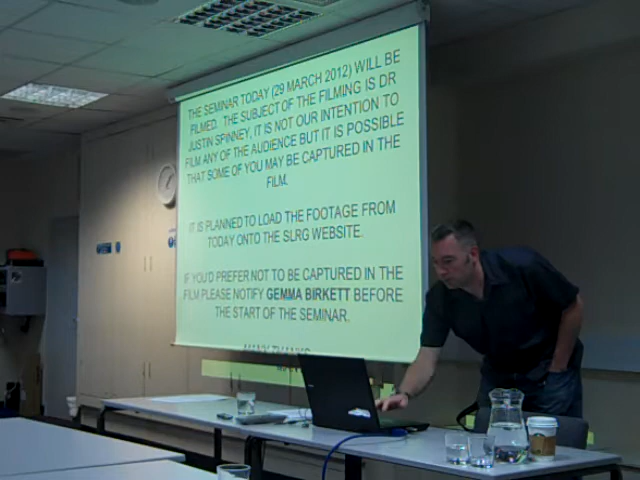 THE SEMINAR TODAY (29 MARCH 2012) WILL BE
FILMED. THE SUBJECT OF THE FILMING IS DR
JUSTIN SPINNEY. IT IS NOT OUR INTENTION TO
FILM ANY OF THE AUDIENCE BUT IT IS POSSIBLE
THAT SOME OF YOU MAY BE CAPTURED IN THE
FILM.
IT IS PLANNED TO LOAD THE FOOTAGE FROM
TODAY ONTO THE SLRG WEBSITE.
IF YOU'D PREFER NOT TO BE CAPTURED IN THE
FILM PLEASE NOTIFY GEMMA BIRKETT BEFORE
THE START OF THE SEMINAR.
MANY THANKS